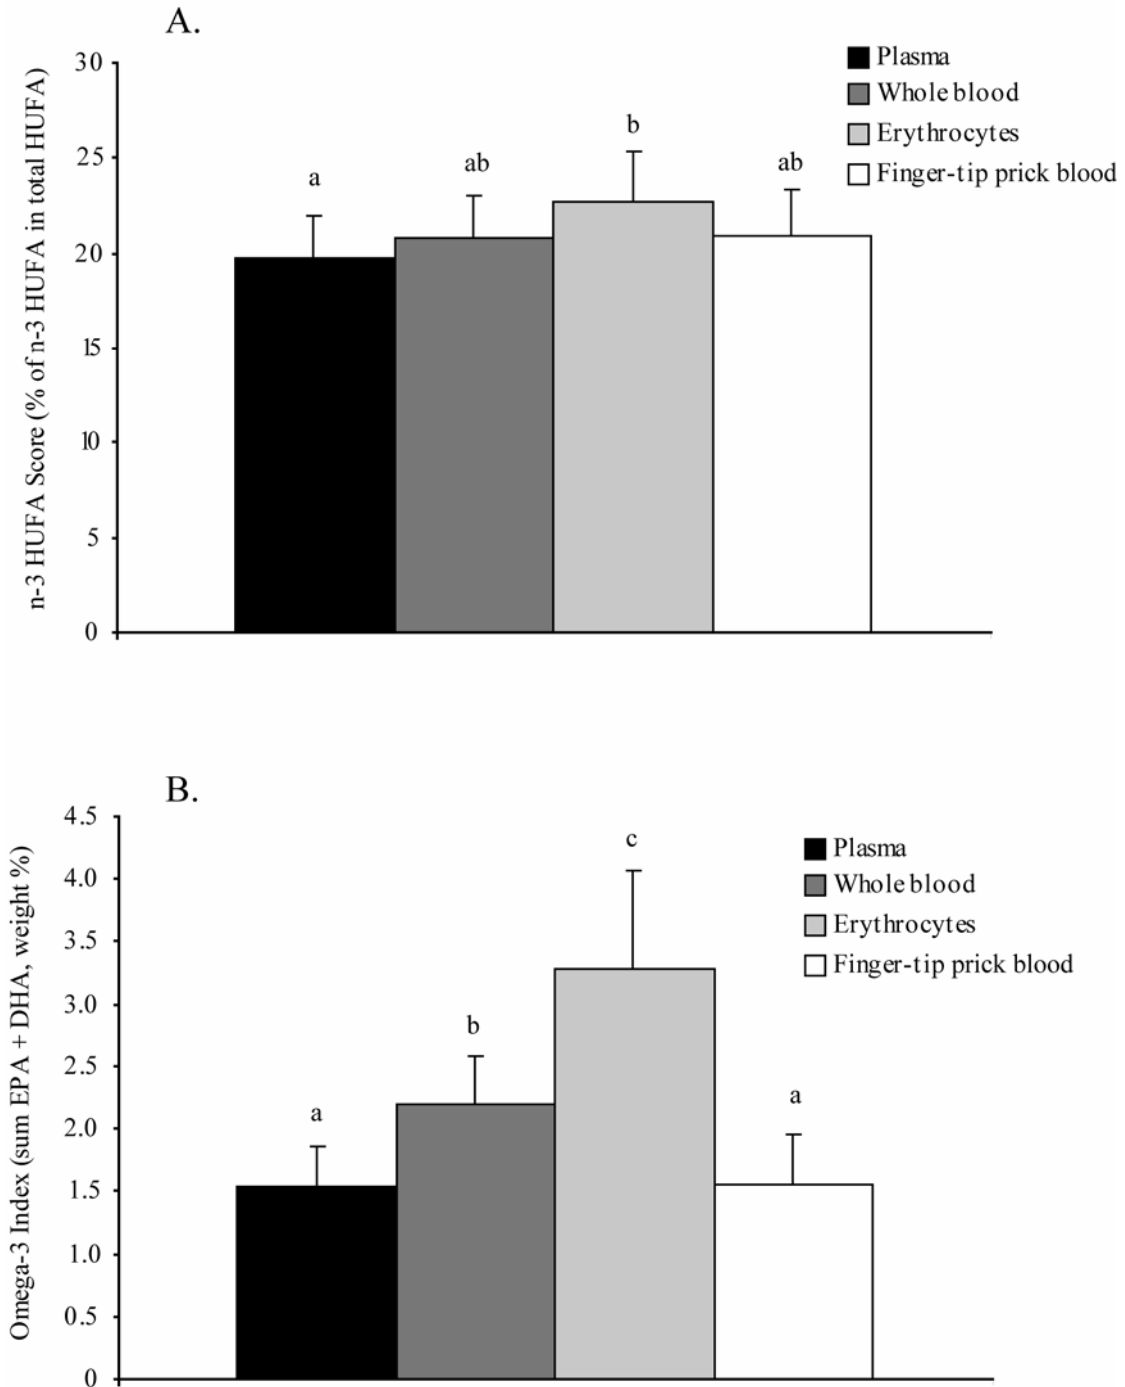 A.
n-3 HUFA Score (% of n-3 HUFA in total HUFA)
30
25
20
15
10
5
0
a
ab
b
ab
Plasma
Whole blood
Erythrocytes
Finger-tip prick blood
B.
Omega-3 Index (sum EPA + DHA, weight %)
4.5
4.0
3.5
3.0
2.5
2.0
1.5
1.0
0.5
0
a
b
c
a
Plasma
Whole blood
Erythrocytes
Finger-tip prick blood